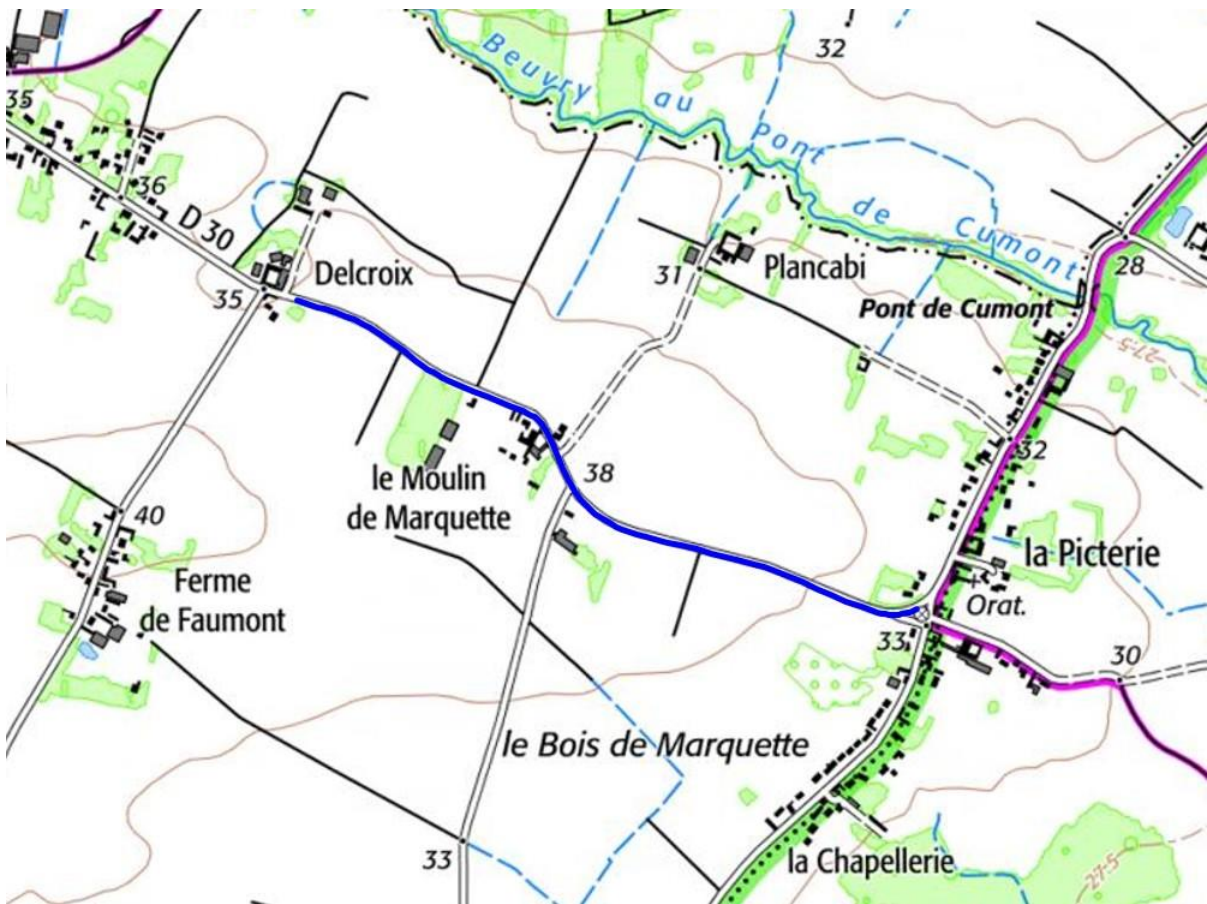 Beuvry au Pont de Cumont
32
35
36
D 30
Delcroix
35
31
Plancabi
28
Pont de Cumont
27-5
32
38
le Moulin
de Marquette
40
Ferme
de Faumont
la Picterie
Orat.
33
30
le Bois de Marquette
33
la Chapellerie
27-5